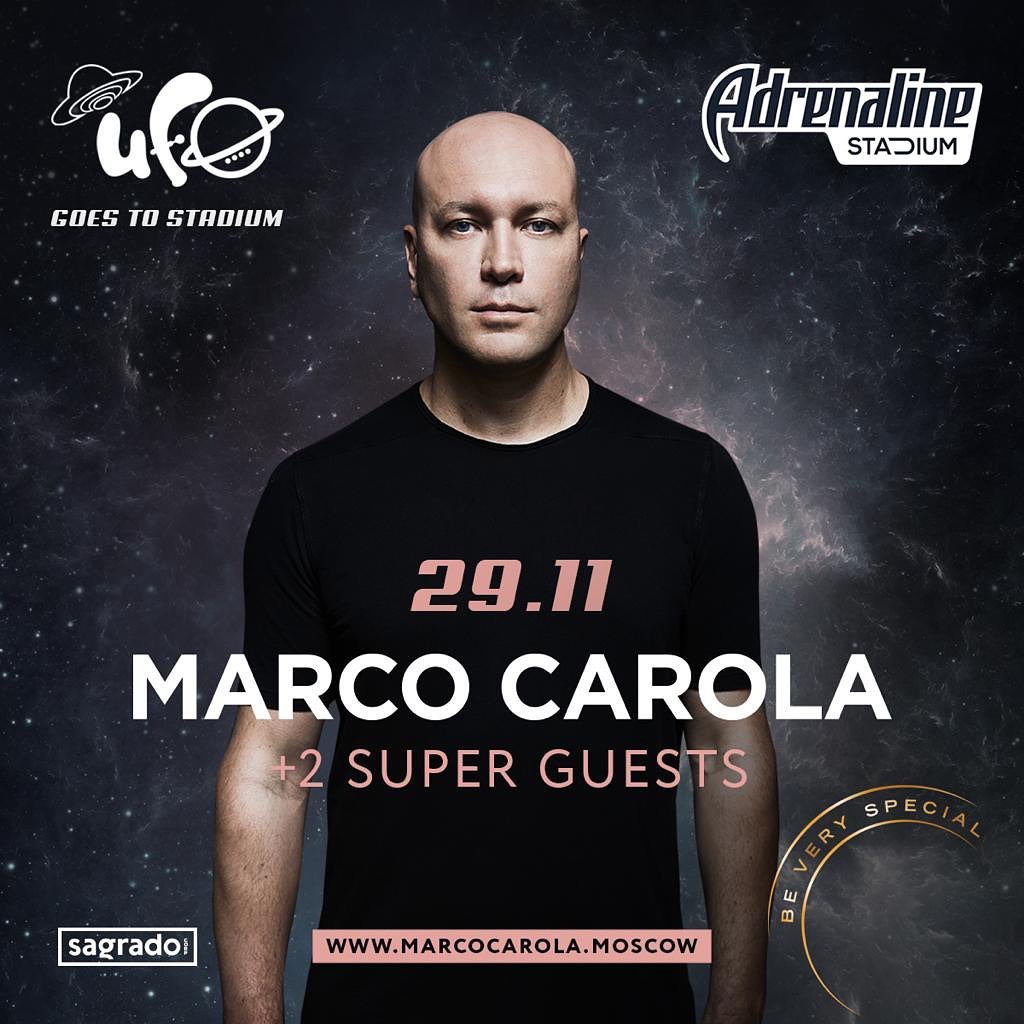 ufo
GOES TO STADIUM
Adrenaline
STADIUM
29.11
MARCO CAROLA
+2 SUPER GUESTS
BE VERY SPECIAL
sagrado
WWW.MARCOCAROLA.MOSCOW